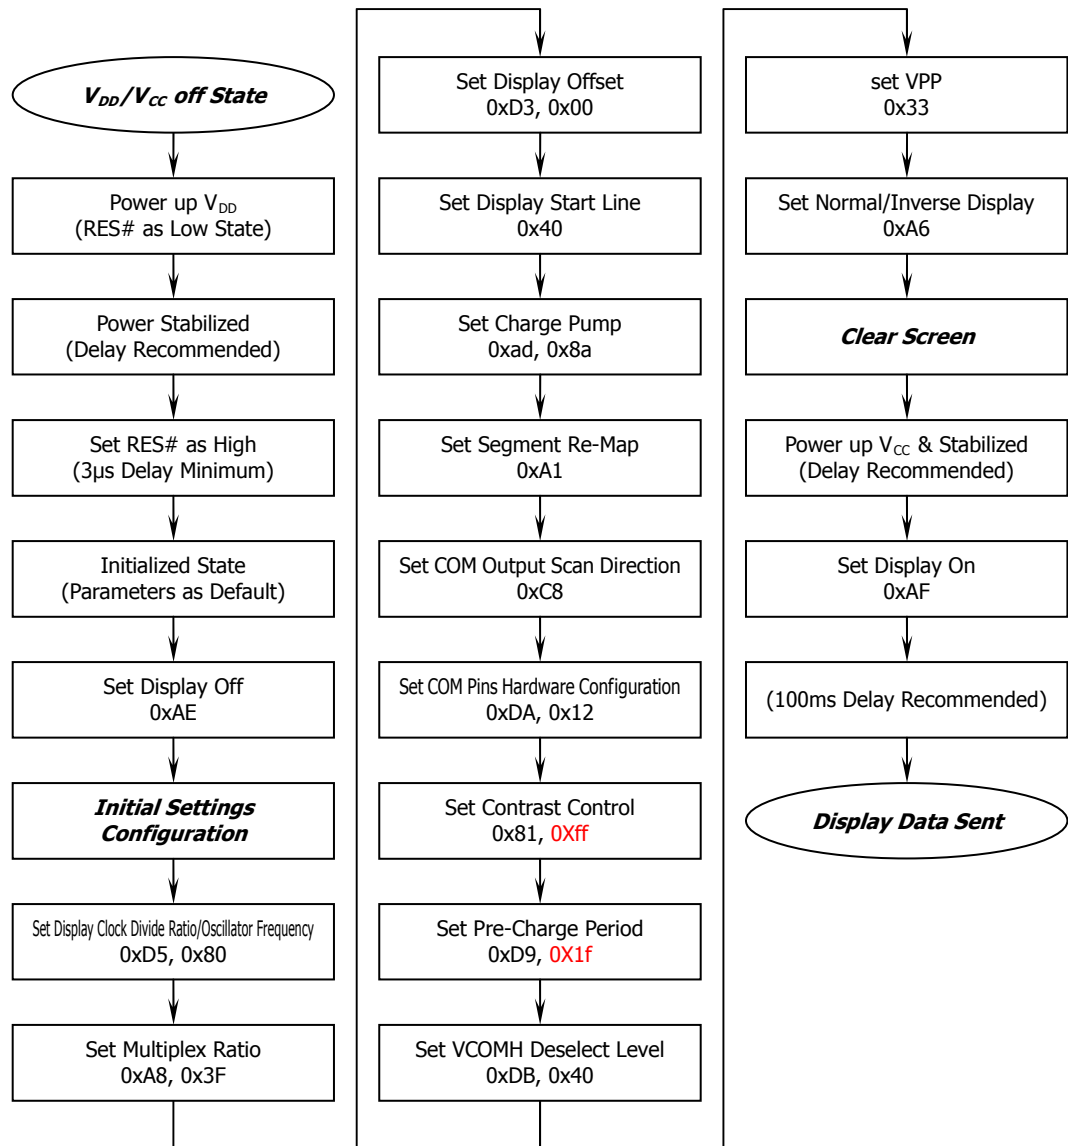 V_DD/V_CC off State
Power up V_DD
(RES# as Low State)
Power Stabilized
(Delay Recommended)
Set RES# as High
(3μs Delay Minimum)
Initialized State
(Parameters as Default)
Set Display Off
0xAE
Initial Settings
Configuration
Set Display Clock Divide Ratio/Oscillator Frequency
0xD5, 0x80
Set Multiplex Ratio
0xA8, 0x3F
Set Display Offset
0xD3, 0x00
Set Display Start Line
0x40
Set Charge Pump
0xad, 0x8a
Set Segment Re-Map
0xA1
Set COM Output Scan Direction
0xC8
Set COM Pins Hardware Configuration
0xDA, 0x12
Set Contrast Control
0x81, 0Xff
Set Pre-Charge Period
0xD9, 0X1f
Set VCOMH Deselect Level
0xDB, 0x40
set VPP
0x33
Set Normal/Inverse Display
0xA6
Clear Screen
Power up V_CC & Stabilized
(Delay Recommended)
Set Display On
0xAF
(100ms Delay Recommended)
Display Data Sent